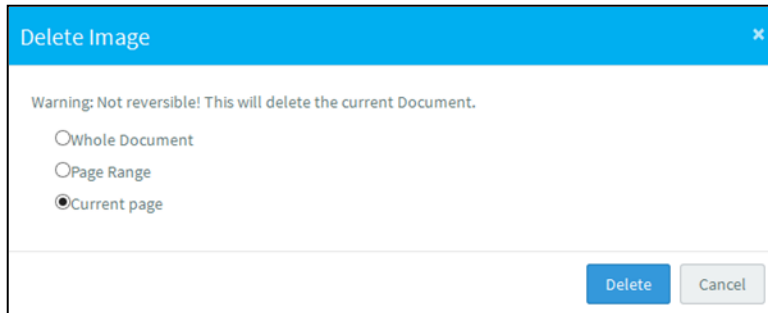 Delete Image
Warning: Not reversible! This will delete the current Document.
Whole Document
Page Range
Current page
Delete Cancel